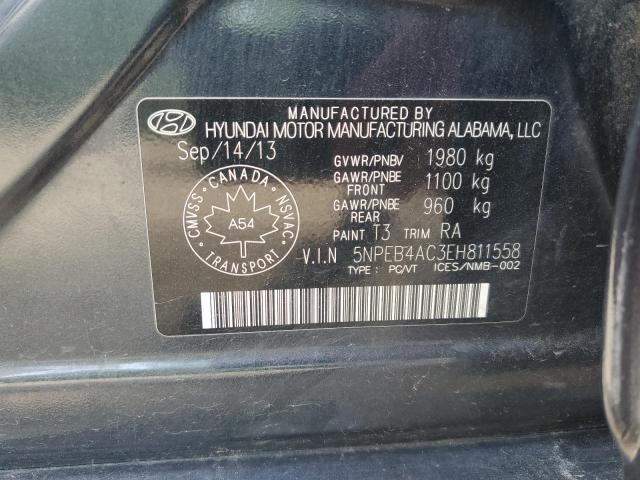 MANUFACTURED BY
HYUNDAI MOTOR MANUFACTURING ALABAMA, LLC
Sep/14/13
GVWR/PNBV 1980 kg
GAWR/PNBE FRONT 1100 kg
GAWR/PNBE REAR 960 kg
PAINT T3 TRIM RA
V.I.N 5NPEB4AC3EH811558
TYPE : PC/VT ICES/NMB-002
CANADA
CMVSS
NSVAC
A54
TRANSPORT